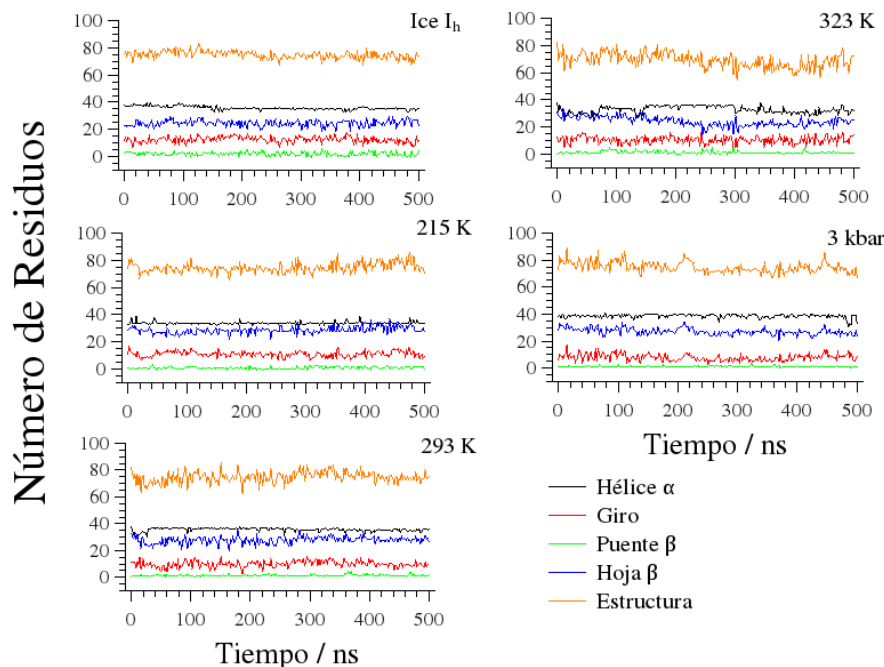 Número de Residuos
Ice Iₕ
100
80
60
40
20
0
0 100 200 300 400 500
323 K
100
80
60
40
20
0
0 100 200 300 400 500
215 K
100
80
60
40
20
0
0 100 200 300 400 500
3 kbar
100
80
60
40
20
0
0 100 200 300 400 500
Tiempo / ns
293 K
100
80
60
40
20
0
0 100 200 300 400 500
Tiempo / ns
Hélice α
Giro
Puente β
Hoja β
Estructura